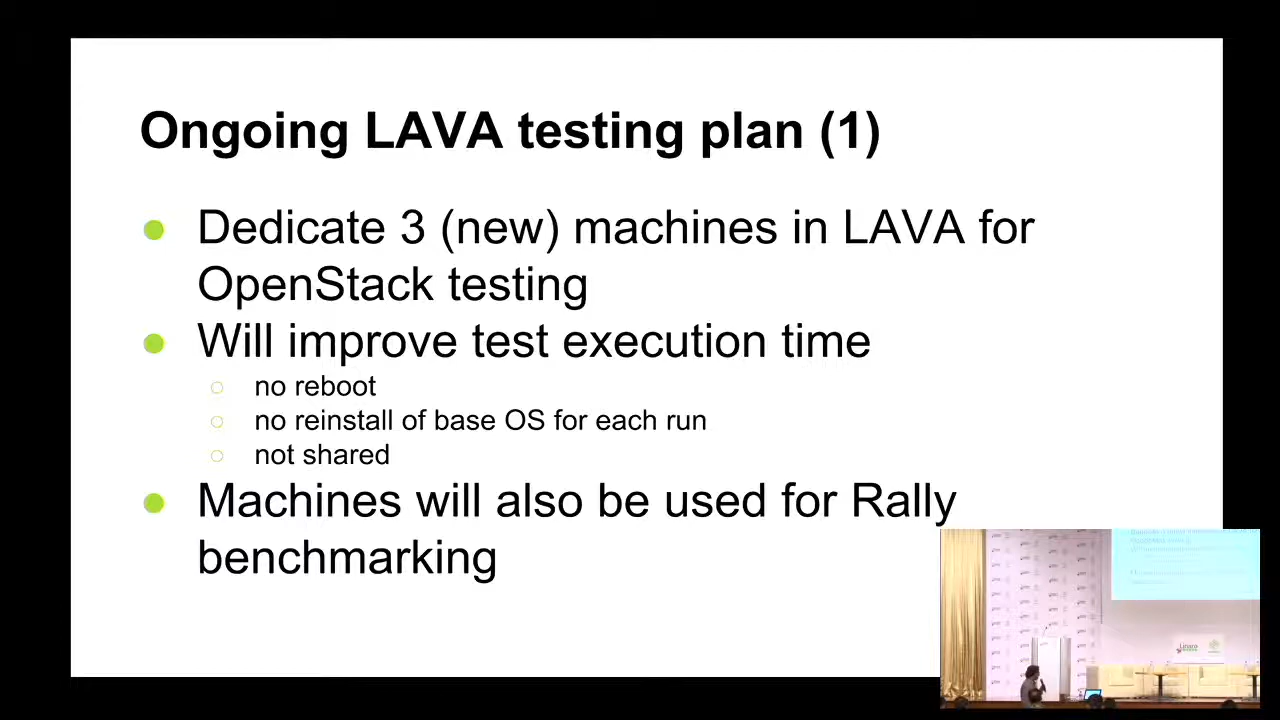 Ongoing LAVA testing plan (1)
Dedicate 3 (new) machines in LAVA for
OpenStack testing
Will improve test execution time
no reboot
no reinstall of base OS for each run
not shared
Machines will also be used for Rally
benchmarking
Linaro